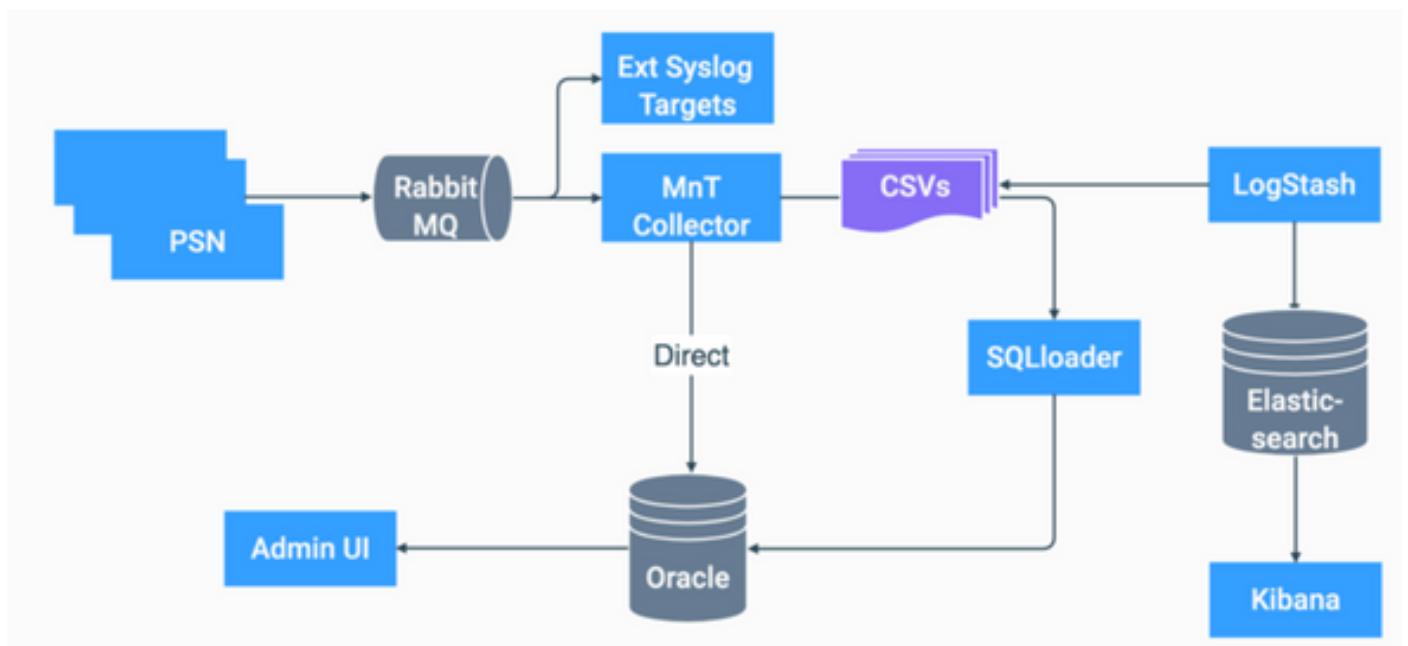 Ext Syslog
Targets
PSN
Rabbit
MQ
MnT
Collector
CSVs
LogStash
Direct
SQLloader
Elastic-
search
Admin UI
Oracle
Kibana